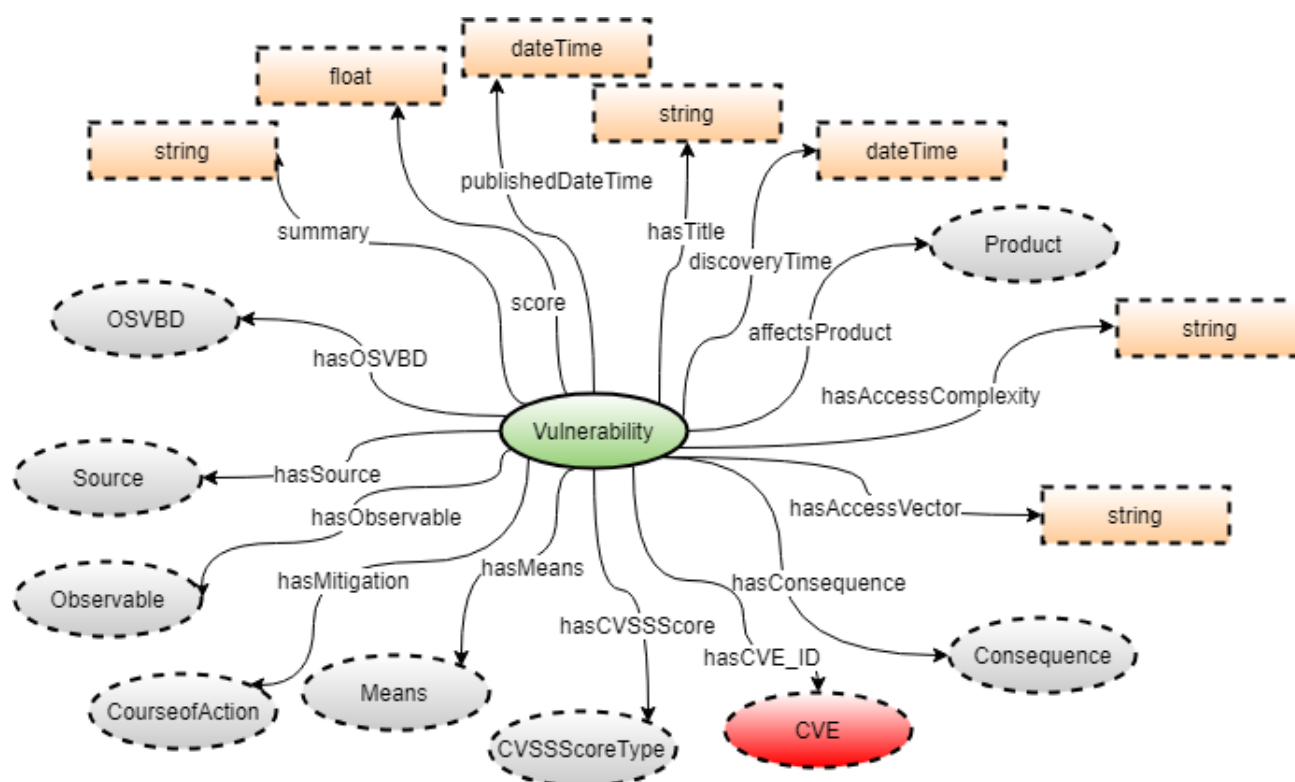 dateTime
float
string
string
dateTime
publishedDateTime
summary
hasTitle
discoveryTime
Product
score
OSVBD
affectsProduct
string
hasOSVBD
hasAccessComplexity
Vulnerability
Source
hasSource
hasObservable
hasAccessVector
string
hasMitigation
hasMeans
hasConsequence
Observable
hasCVSSScore
hasCVE_ID
Consequence
CourseofAction
Means
CVSSScoreType
CVE